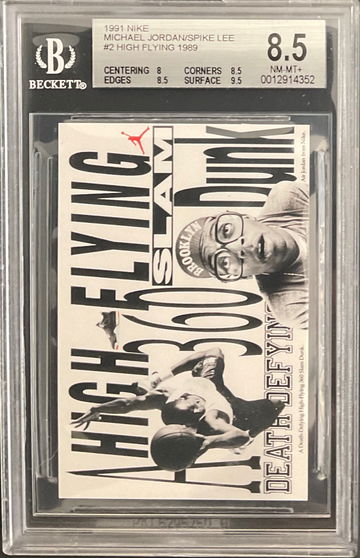 1991 NIKE
MICHAEL JORDAN/SPIKE LEE
#2 HIGH FLYING 1989
CENTERING 8 CORNERS 8.5
EDGES 8.5 SURFACE 9.5
8.5
NM-MT+
0012914352
B
BECKETT
A HIGH FLYING
360 SLAM Dunk
BROOKLYN
DEATH DEFYING
A Death-Defying High-Flying 360 Slam Dunk.
Air Jordan from Nike.